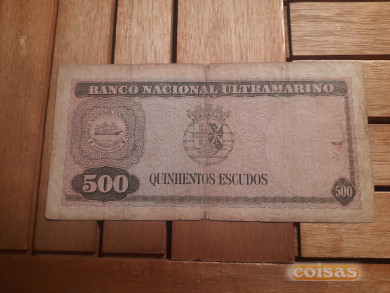 BANCO NACIONAL ULTRAMARINO
500 QUINHENTOS ESCUDOS 500
coisas